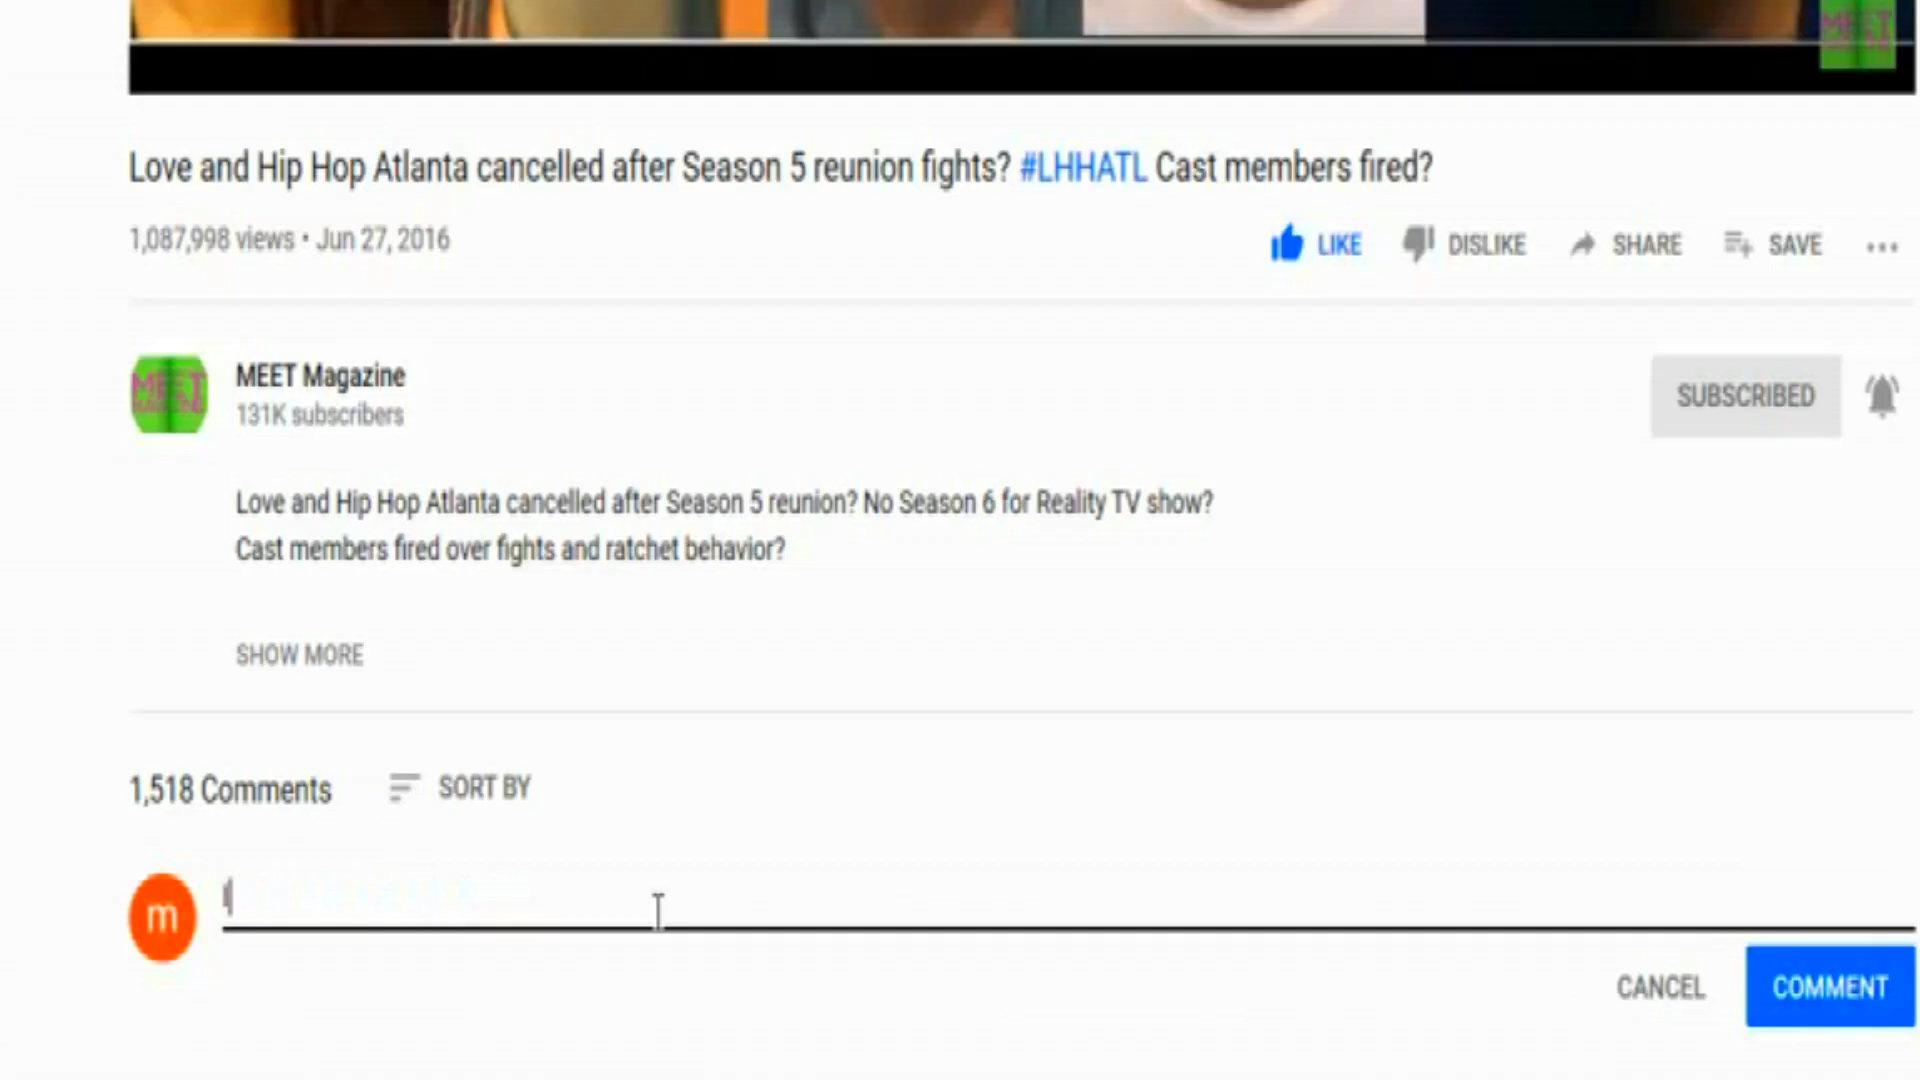 MEET
Love and Hip Hop Atlanta cancelled after Season 5 reunion fights? #LHHATL Cast members fired?
1,087,998 views • Jun 27, 2016
LIKE DISLIKE SHARE SAVE
MEET
MEET Magazine
131K subscribers
SUBSCRIBED
Love and Hip Hop Atlanta cancelled after Season 5 reunion? No Season 6 for Reality TV show?
Cast members fired over fights and ratchet behavior?
SHOW MORE
1,518 Comments SORT BY
m
CANCEL COMMENT